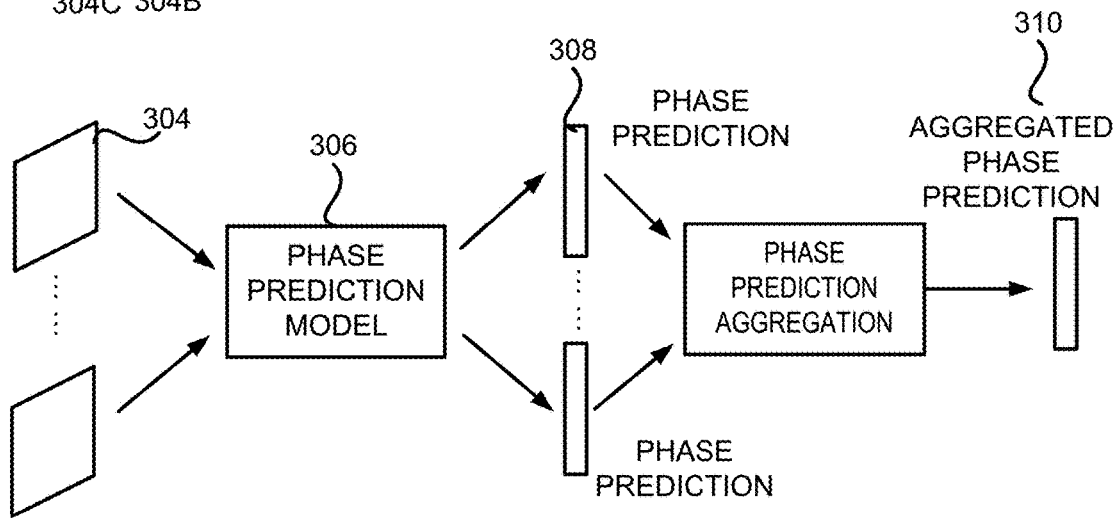 304C 304B
310
308
304
306
PHASE
PREDICTION
AGGREGATED
PHASE
PREDICTION
PHASE
PREDICTION
MODEL
PHASE
PREDICTION
AGGREGATION
PHASE
PREDICTION